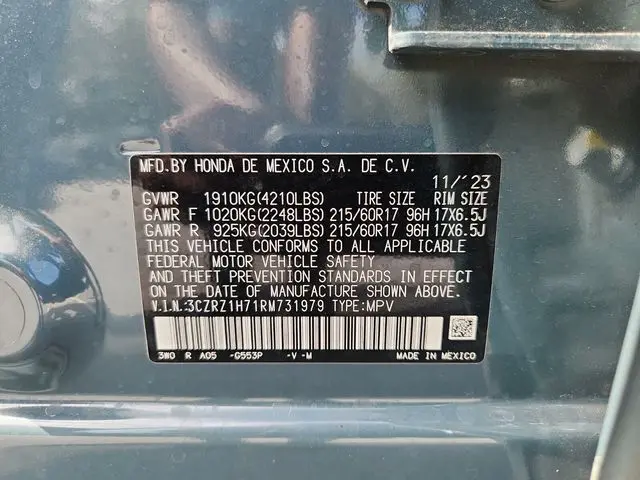 MFD.BY HONDA DE MEXICO S.A. DE C.V.
11/´23
GVWR 1910KG(4210LBS) TIRE SIZE RIM SIZE
GAWR F 1020KG(2248LBS) 215/60R17 96H 17X6.5J
GAWR R 925KG(2039LBS) 215/60R17 96H 17X6.5J
THIS VEHICLE CONFORMS TO ALL APPLICABLE
FEDERAL MOTOR VEHICLE SAFETY
AND THEFT PREVENTION STANDARDS IN EFFECT
ON THE DATE OF MANUFACTURE SHOWN ABOVE.
V.I.N.:3CZRZ1H71RM731979 TYPE:MPV
3W0 R A05 -G553P -V -M MADE IN MEXICO